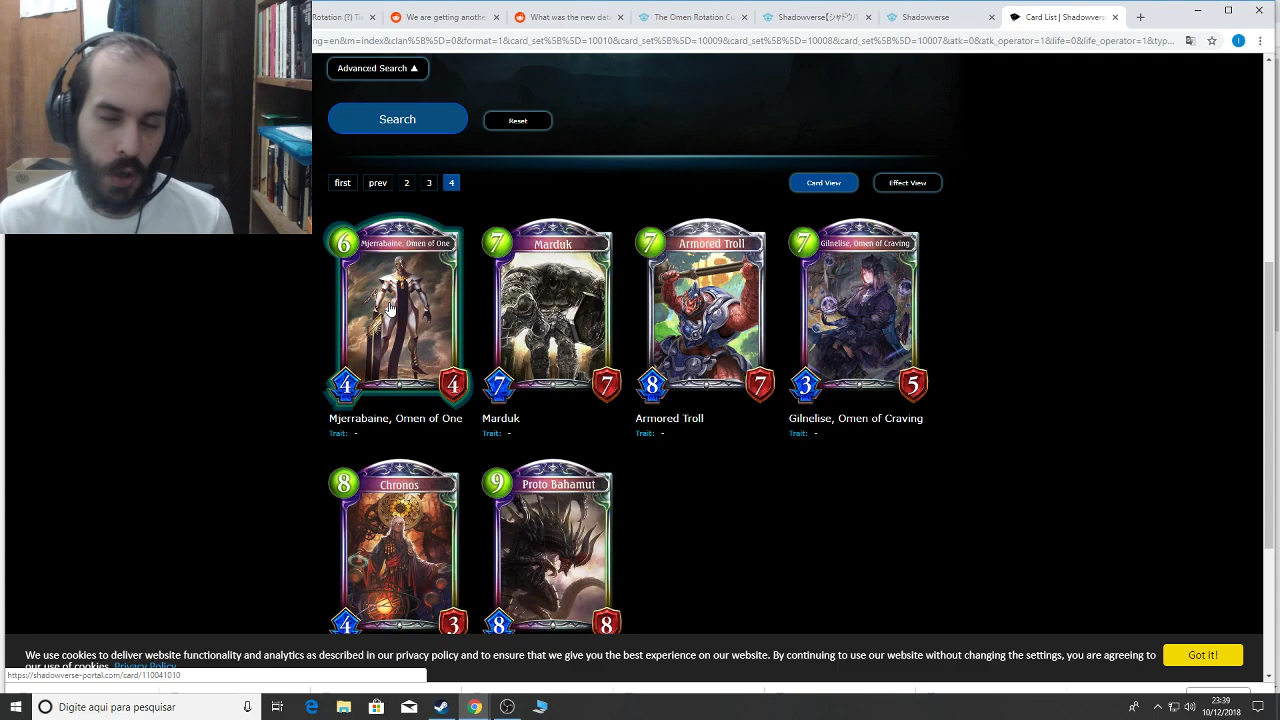 Rotation (?) Tie
We are getting anothe
What was the new dat
The Omen Rotation Cu
Shadowverse【シャドウバ
Shadowverse
Card List | Shadowvers
ng=en&m=index&clan%5B%5D=0&format=1&card_set%5B%5D=10010&card_set%5B%5D=10009&card_set%5B%5D=10008&card_set%5B%5D=10007&atk=0&atk_operator=1&life=0&life_operator=1&typ...
Advanced Search ▲
Search
Reset
first prev 2 3 4
Card View
Effect View
6 Mjerrabaine, Omen of One
7 Marduk
7 Armored Troll
7 Gilnelise, Omen of Craving
4 4
7 7
8 7
3 5
Mjerrabaine, Omen of One
Marduk
Armored Troll
Gilnelise, Omen of Craving
Trait: -
Trait: -
Trait: -
Trait: -
8 Chronos
9 Proto Bahamut
4 3
8 8
We use cookies to deliver website functionality and analytics as described in our privacy policy and to ensure that we give you the best experience on our website. By continuing to use our website without changing the settings, you are agreeing to
our use of cookies. Privacy Policy
Got It!
https://shadowverse-portal.com/card/110041010
Digite aqui para pesquisar
23:39
10/12/2018